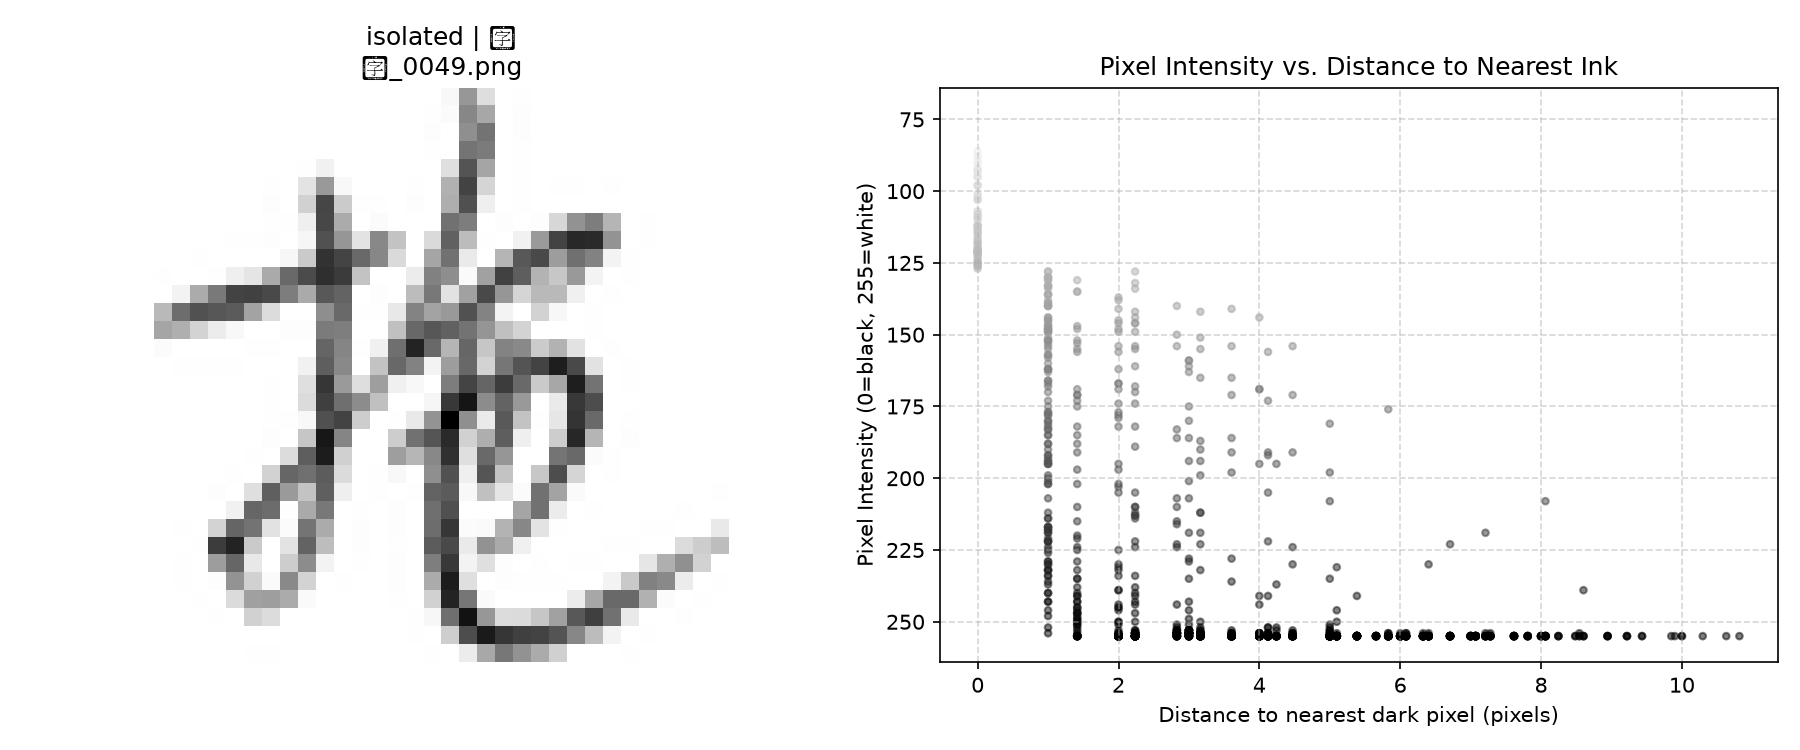 isolated |
_0049.png
拖
Pixel Intensity vs. Distance to Nearest Ink
Pixel Intensity (0=black, 255=white)
75
100
125
150
175
200
225
250
0 2 4 6 8 10
Distance to nearest dark pixel (pixels)